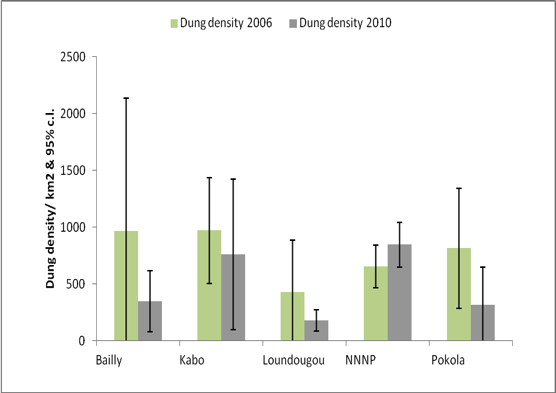 Dung density 2006 Dung density 2010
Dung density/ km2 & 95% c.l.
2500
2000
1500
1000
500
0
Bailly Kabo Loundougou NNNP Pokola